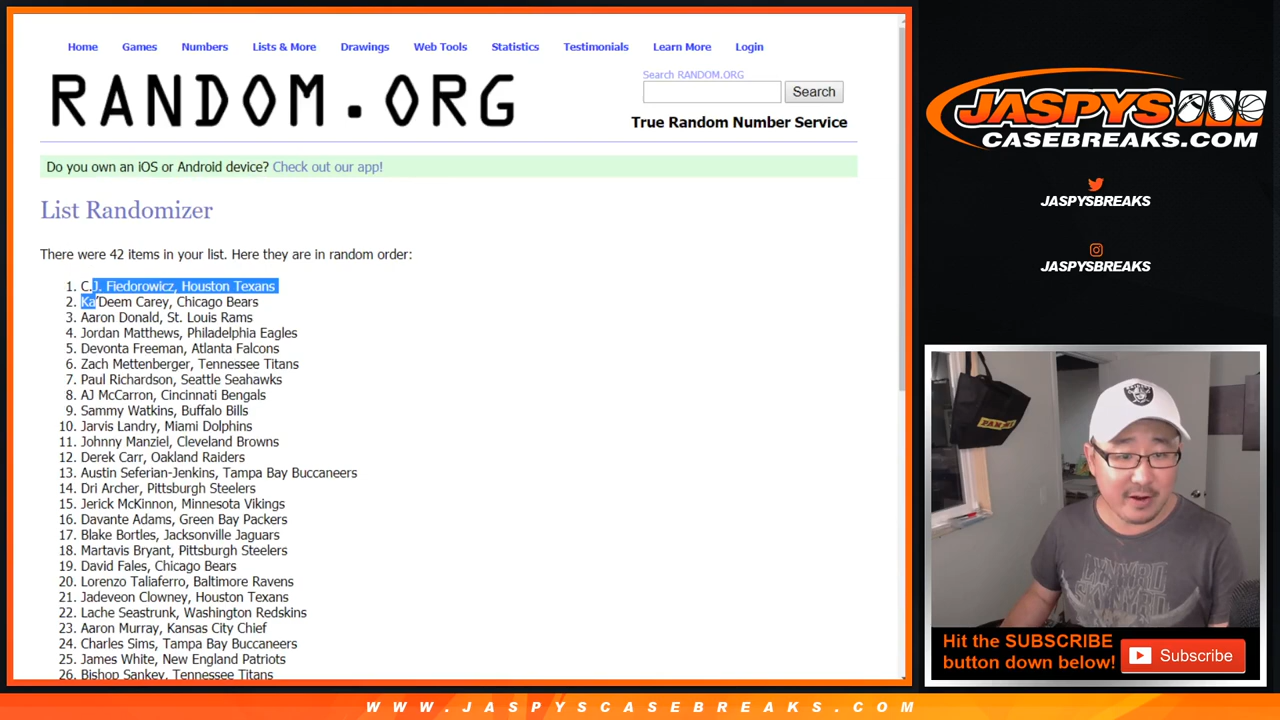 Home Games Numbers Lists & More Drawings Web Tools Statistics Testimonials Learn More Login
RANDOM.ORG
Search RANDOM.ORG
Search
True Random Number Service
Do you own an iOS or Android device? Check out our app!
List Randomizer
There were 42 items in your list. Here they are in random order:
1. C.J. Fiedorowicz, Houston Texans
2. Ka'Deem Carey, Chicago Bears
3. Aaron Donald, St. Louis Rams
4. Jordan Matthews, Philadelphia Eagles
5. Devonta Freeman, Atlanta Falcons
6. Zach Mettenberger, Tennessee Titans
7. Paul Richardson, Seattle Seahawks
8. AJ McCarron, Cincinnati Bengals
9. Sammy Watkins, Buffalo Bills
10. Jarvis Landry, Miami Dolphins
11. Johnny Manziel, Cleveland Browns
12. Derek Carr, Oakland Raiders
13. Austin Seferian-Jenkins, Tampa Bay Buccaneers
14. Dri Archer, Pittsburgh Steelers
15. Jerick McKinnon, Minnesota Vikings
16. Davante Adams, Green Bay Packers
17. Blake Bortles, Jacksonville Jaguars
18. Martavis Bryant, Pittsburgh Steelers
19. David Fales, Chicago Bears
20. Lorenzo Taliaferro, Baltimore Ravens
21. Jadeveon Clowney, Houston Texans
22. Lache Seastrunk, Washington Redskins
23. Aaron Murray, Kansas City Chief
24. Charles Sims, Tampa Bay Buccaneers
25. James White, New England Patriots
26. Bishop Sankey, Tennessee Titans
JASPYS
CASEBREAKS.COM
JASPYSBREAKS
JASPYSBREAKS
LYNYRD
SKYNYRD
Hit the SUBSCRIBE
button down below!
Subscribe
WWW.JASPYSCASEBREAKS.COM